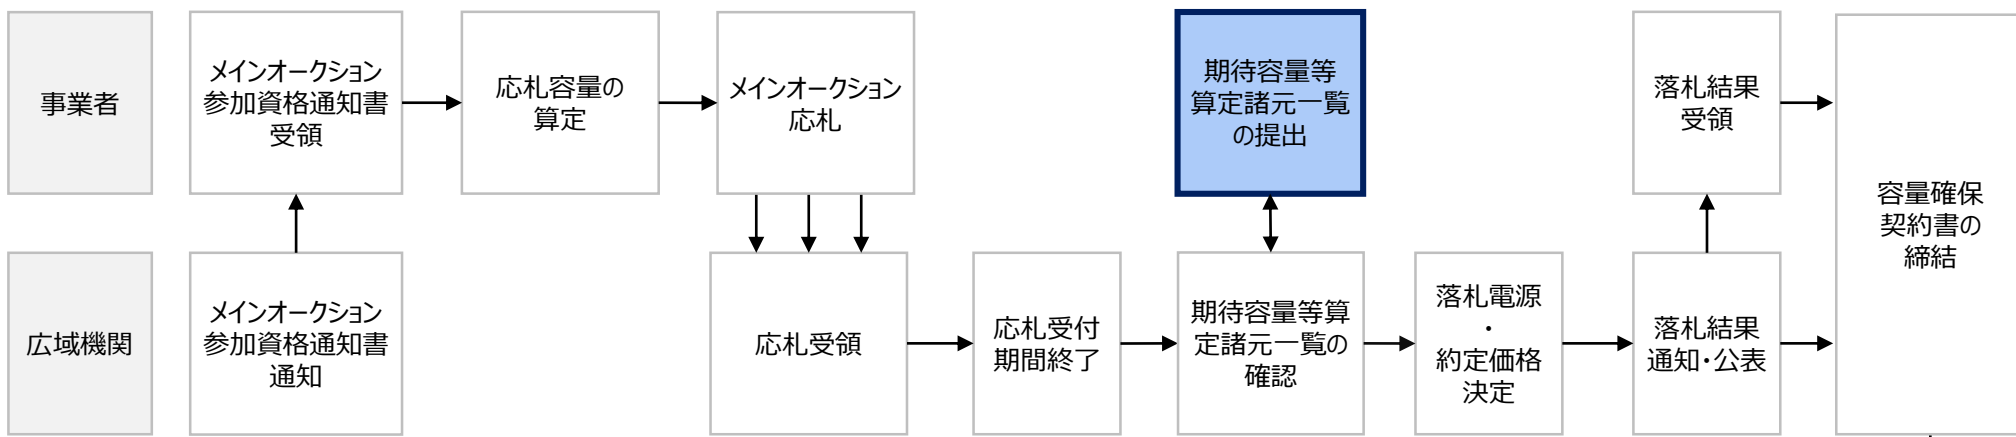 事業者
メインオークション
参加資格通知書
受領
応札容量の
算定
メインオークション
応札
期待容量等
算定諸元一覧
の提出
落札結果
受領
容量確保
契約書の
締結
広域機関
メインオークション
参加資格通知書
通知
応札受領
応札受付
期間終了
期待容量等算
定諸元一覧の
確認
落札電源
・
約定価格
決定
落札結果
通知・公表